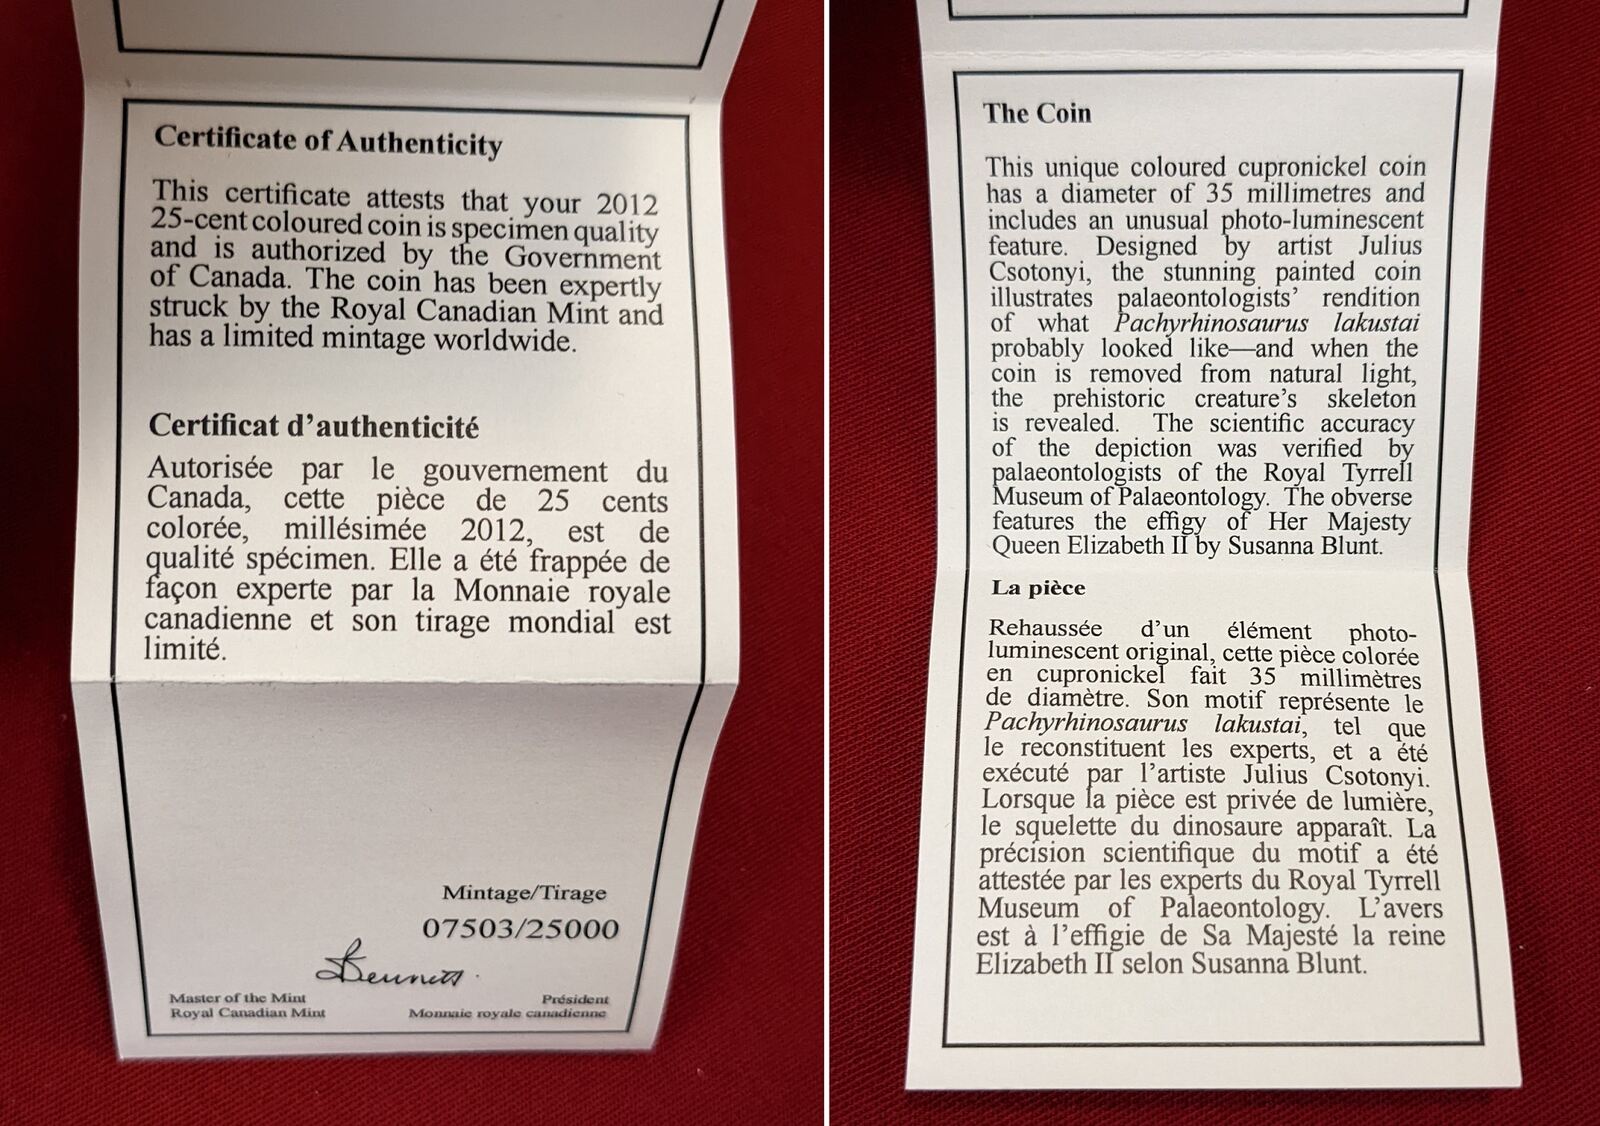 Certificate of Authenticity
This certificate attests that your 2012
25-cent coloured coin is specimen quality
and is authorized by the Government
of Canada. The coin has been expertly
struck by the Royal Canadian Mint and
has a limited mintage worldwide.
Certificat d’authenticité
Autorisée par le gouvernement du
Canada, cette pièce de 25 cents
colorée, millésimée 2012, est de
qualité spécimen. Elle a été frappée de
façon experte par la Monnaie royale
canadienne et son tirage mondial est
limité.
Mintage/Tirage
07503/25000
Bennett
Master of the Mint
Royal Canadian Mint
Président
Monnaie royale canadienne
The Coin
This unique coloured cupronickel coin
has a diameter of 35 millimetres and
includes an unusual photo-luminescent
feature. Designed by artist Julius
Csotonyi, the stunning painted coin
illustrates palaeontologists’ rendition
of what Pachyrhinosaurus lakustai
probably looked like—and when the
coin is removed from natural light,
the prehistoric creature’s skeleton
is revealed. The scientific accuracy
of the depiction was verified by
palaeontologists of the Royal Tyrrell
Museum of Palaeontology. The obverse
features the effigy of Her Majesty
Queen Elizabeth II by Susanna Blunt.
La pièce
Rehaussée d’un élément photo-
luminescent original, cette pièce colorée
en cupronickel fait 35 millimètres
de diamètre. Son motif représente le
Pachyrhinosaurus lakustai, tel que
le reconstituent les experts, et a été
exécuté par l’artiste Julius Csotonyi.
Lorsque la pièce est privée de lumière,
le squelette du dinosaure apparaît. La
précision scientifique du motif a été
attestée par les experts du Royal Tyrrell
Museum of Palaeontology. L’avers
est à l’effigie de Sa Majesté la reine
Elizabeth II selon Susanna Blunt.